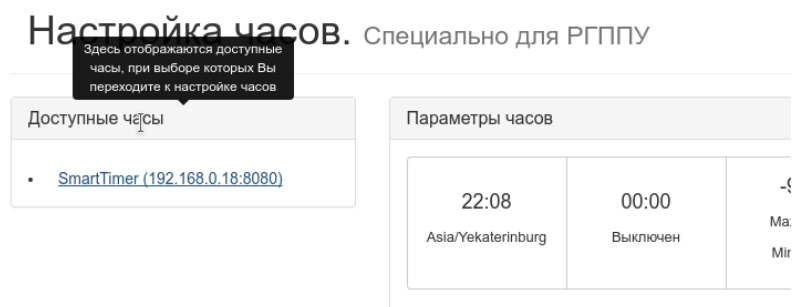 Настройка часов. Специально для РГППУ
Здесь отображаются доступные
часы, при выборе которых Вы
переходите к настройке часов
Доступные часы
SmartTimer (192.168.0.18:8080)
Параметры часов
22:08
Asia/Yekaterinburg
00:00
Выключен